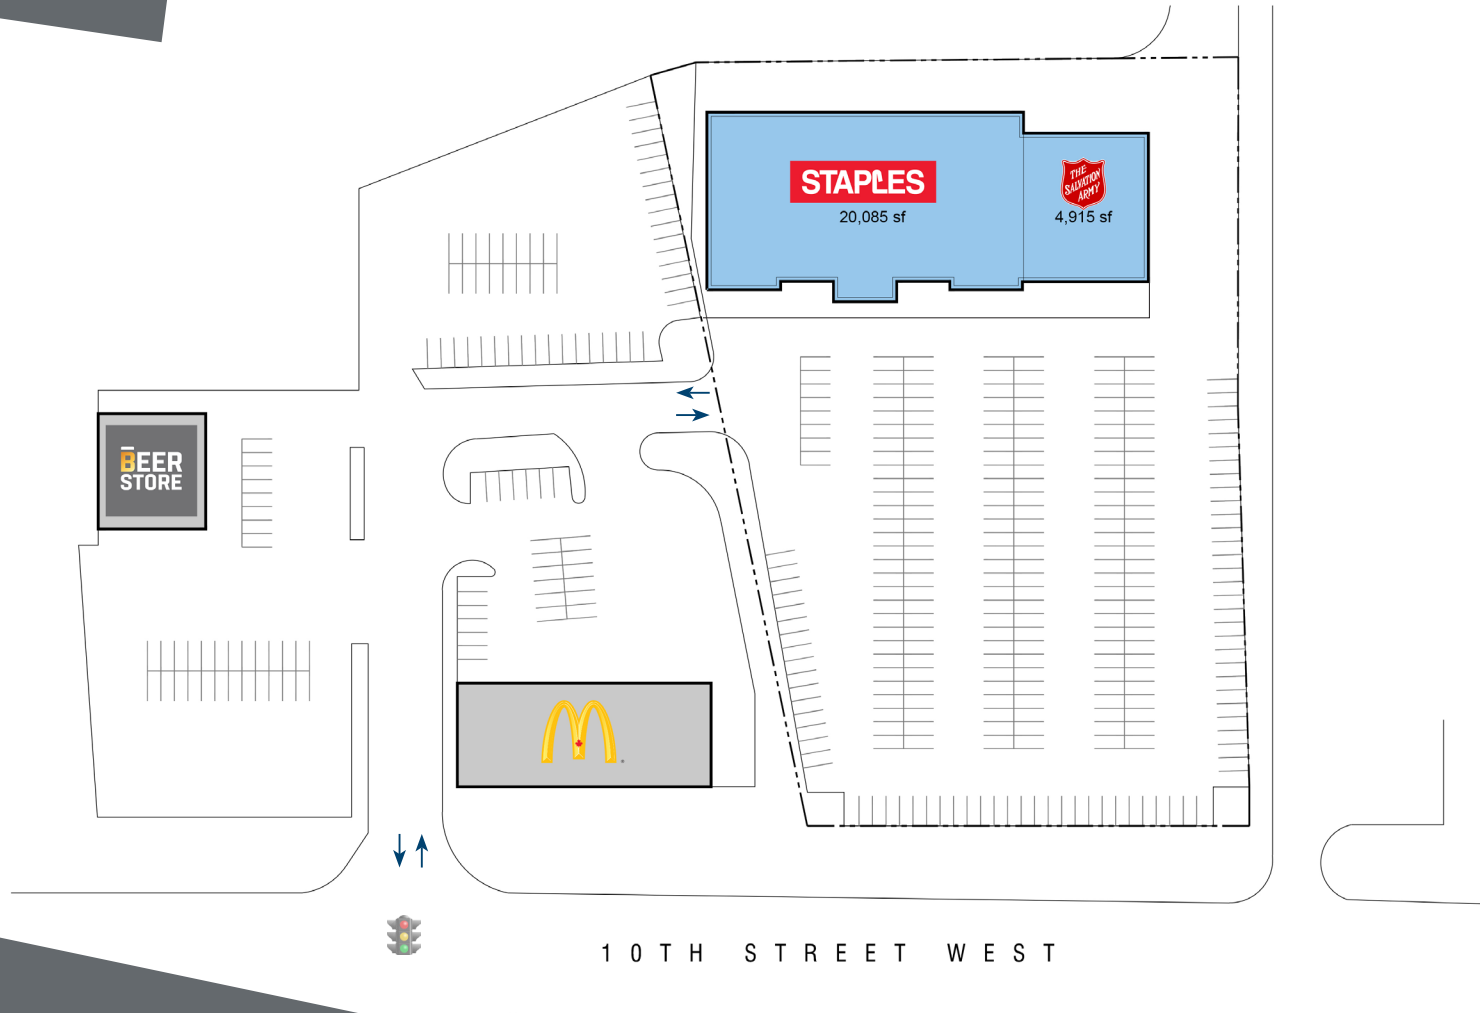 STAPLES
20,085 sf
THE
SALVATION
ARMY
4,915 sf
BEER
STORE
10TH STREET WEST